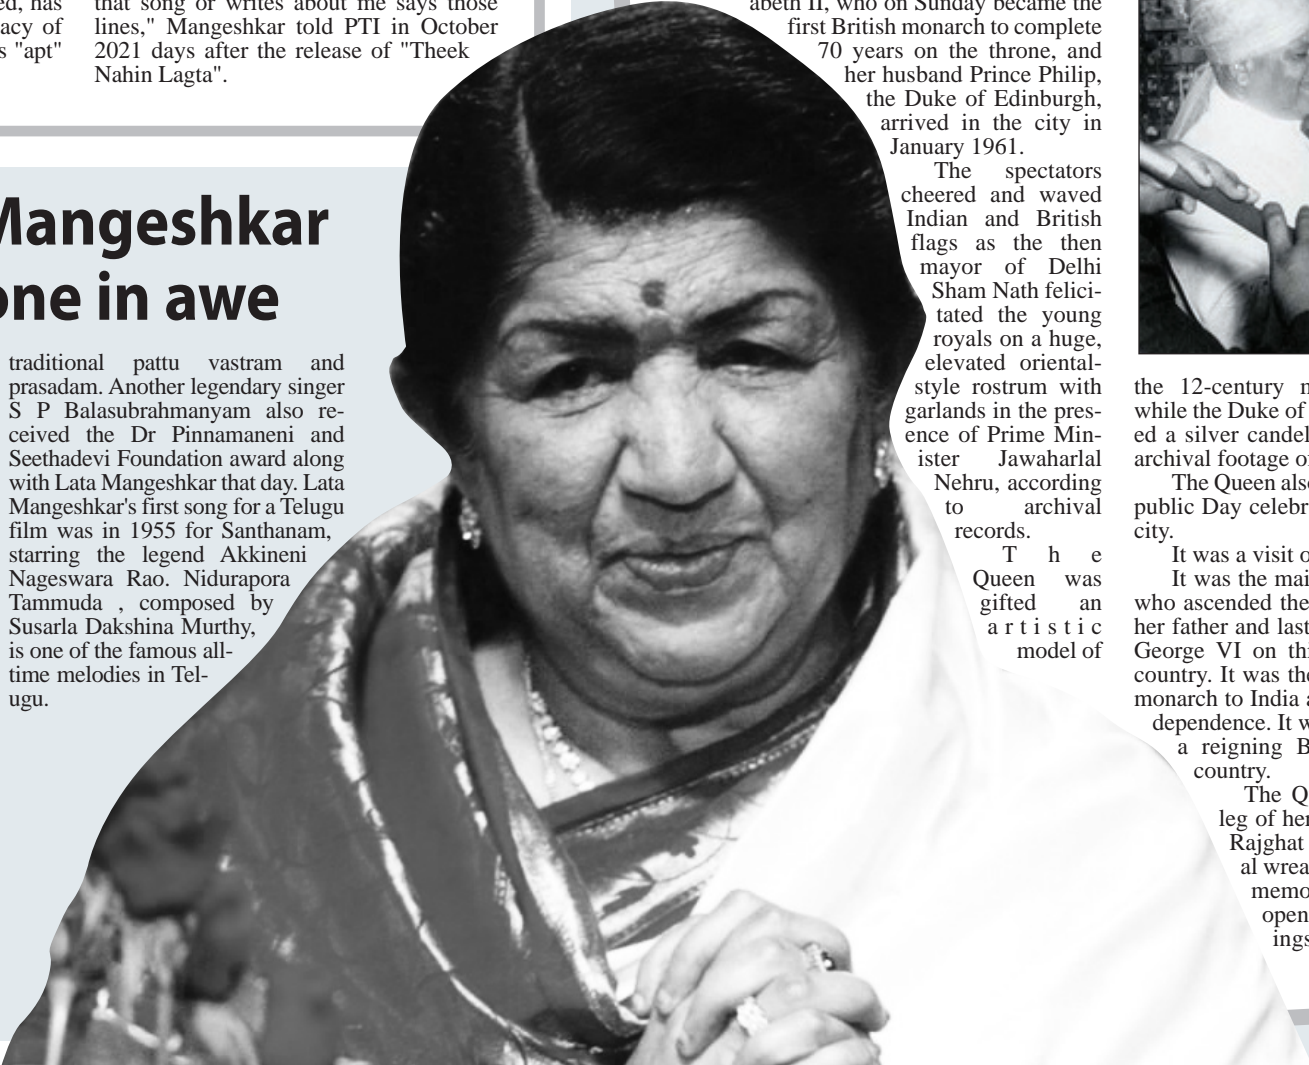 that song or writes about me says those
lines," Mangeshkar told PTI in October
2021 days after the release of "Theek
Nahin Lagta".
has
acy of
s "apt"
Mangeshkar
one in awe
traditional pattu vastram and
prasadam. Another legendary singer
S P Balasubrahmanyam also re-
ceived the Dr Pinnamaneni and
Seethadevi Foundation award along
with Lata Mangeshkar that day. Lata
Mangeshkar's first song for a Telugu
film was in 1955 for Santhanam,
starring the legend Akkineni
Nageswara Rao. Nidurapora
Tammuda , composed by
Susarla Dakshina Murthy,
is one of the famous all-
time melodies in Tel-
ugu.
abeth II, who on Sunday became the
first British monarch to complete
70 years on the throne, and
her husband Prince Philip,
the Duke of Edinburgh,
arrived in the city in
January 1961.
The spectators
cheered and waved
Indian and British
flags as the then
mayor of Delhi
Sham Nath felici-
tated the young
royals on a huge,
elevated oriental-
style rostrum with
garlands in the pres-
ence of Prime Min-
ister Jawaharlal
Nehru, according
to archival
records.
The
Queen was
gifted an
artistic
model of
the 12-century
while the Duke of
ed a silver candel
archival footage
The Queen also
public Day celebr
city.
It was a visit
It was the
who ascended the
her father and last
George VI on
country. It was the
monarch to India
dependence. It
a reigning B
country.
The Q
leg of her
Rajghat
al wrea
memo
open
ings